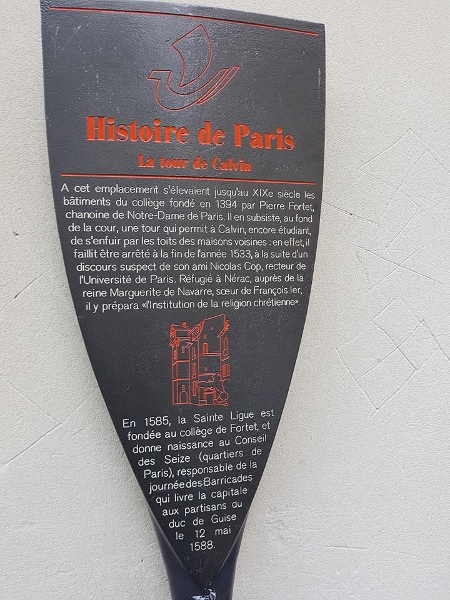 Histoire de Paris
La tour de Calvin
A cet emplacement s'élevaient jusqu'au XIXe siècle les
bâtiments du collège fondé en 1394 par Pierre Fortet,
chanoine de Notre-Dame de Paris. Il en subsiste, au fond
de la cour, une tour qui permit à Calvin, encore étudiant,
de s'enfuir par les toits des maisons voisines : en effet, il
faillit être arrêté à la fin de l'année 1533, à la suite d'un
discours suspect de son ami Nicolas Cop, recteur de
l'Université de Paris. Réfugié à Nérac, auprès de la
reine Marguerite de Navarre, sœur de François Ier,
il y prépara «l'Institution de la religion chrétienne».
En 1585, la Sainte Ligue est
fondée au collège de Fortet, et
donne naissance au Conseil
des Seize (quartiers de
Paris), responsable de la
journée des Barricades
qui livre la capitale
aux partisans du
duc de Guise
le 12 mai
1588.